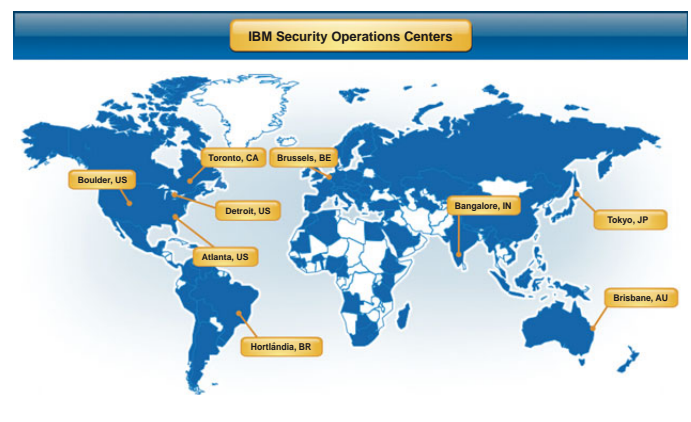 IBM Security Operations Centers
Toronto, CA
Brussels, BE
Boulder, US
Bangalore, IN
Detroit, US
Tokyo, JP
Atlanta, US
Brisbane, AU
Hortlándia, BR